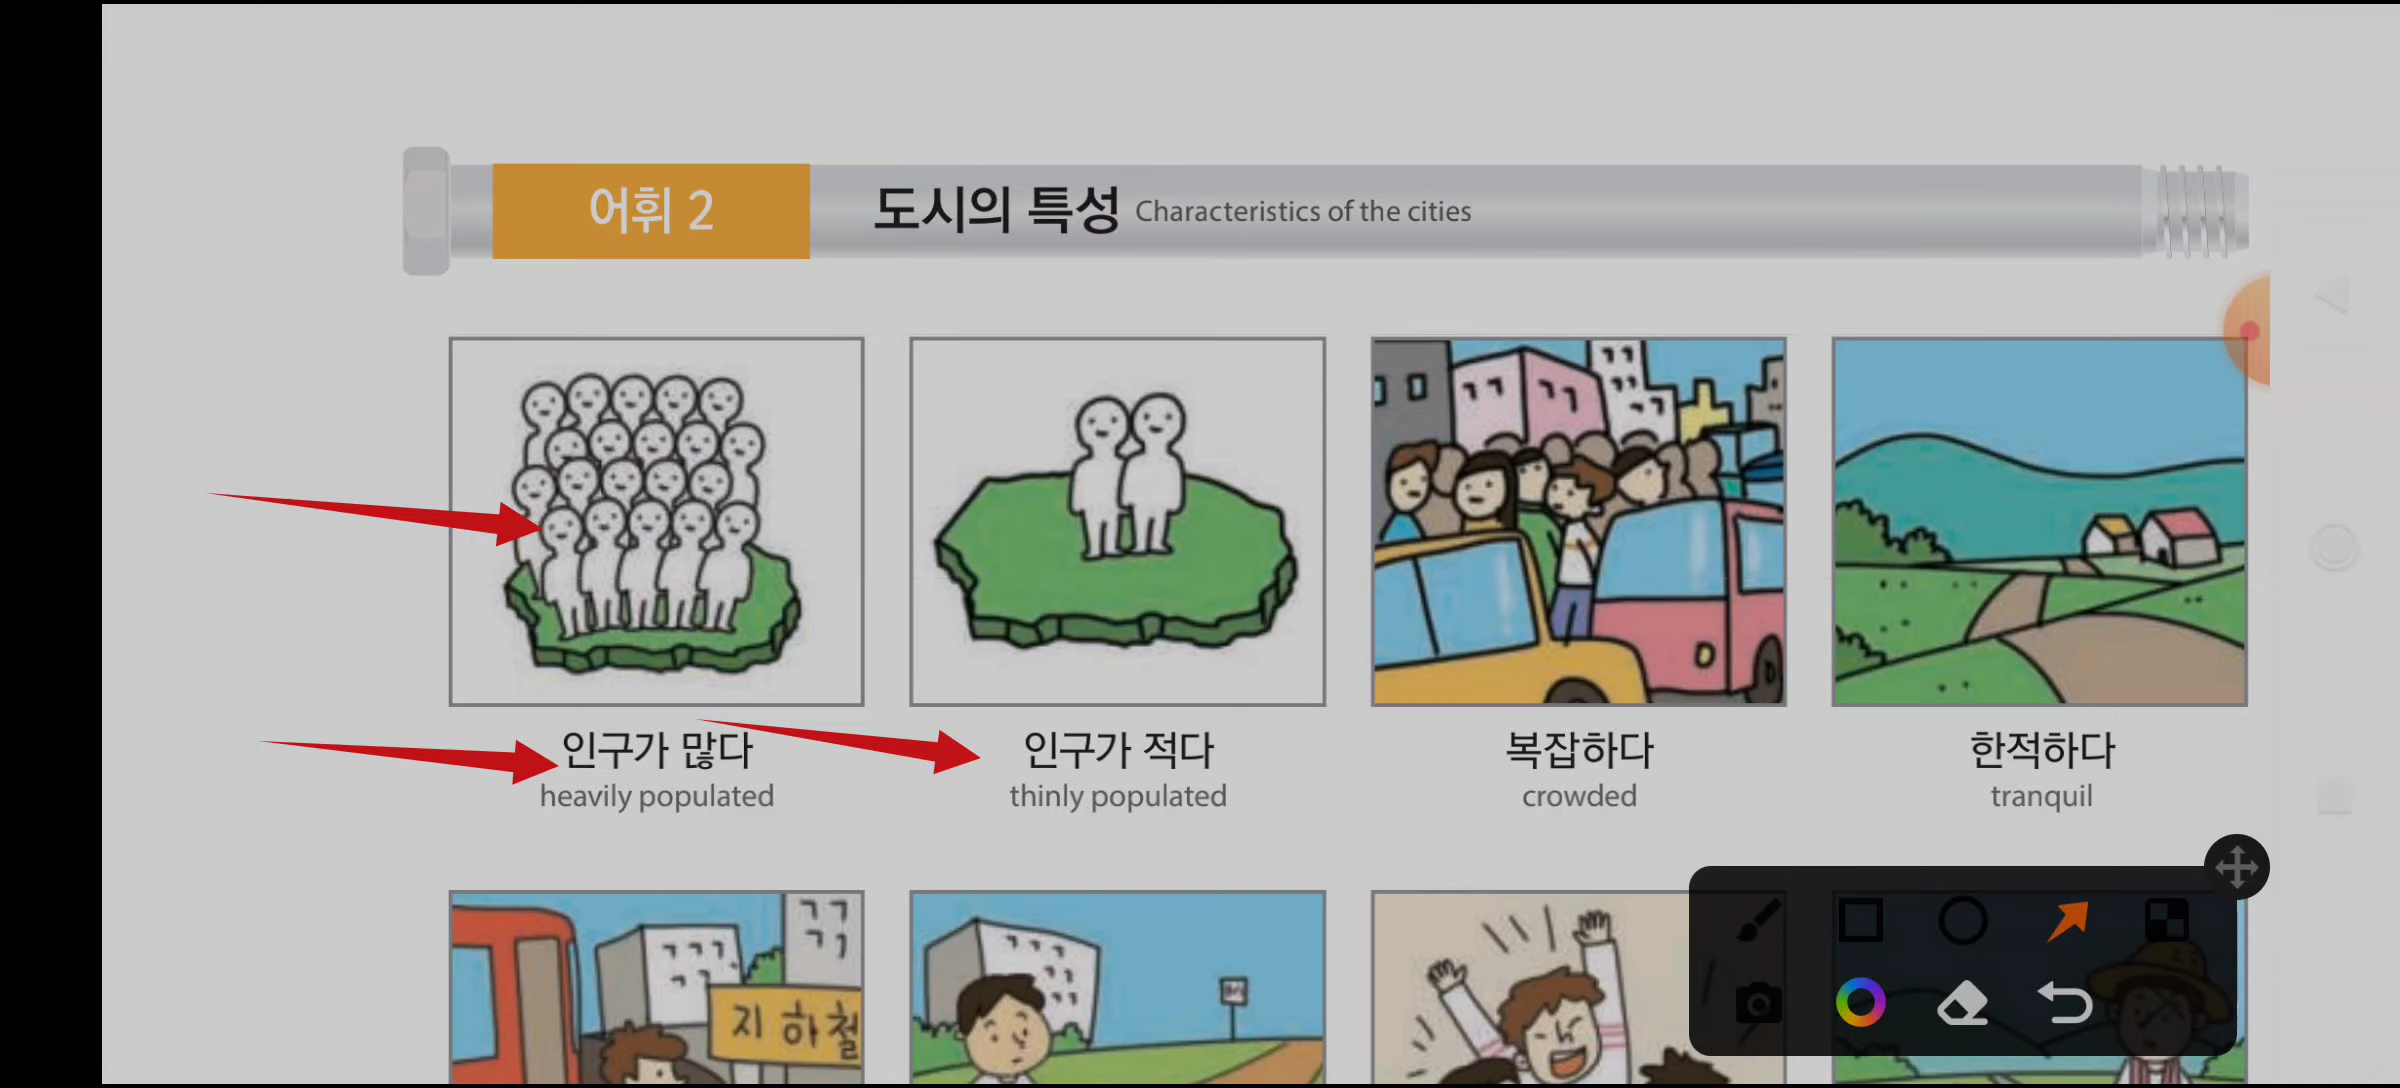 어휘 2
도시의 특성 Characteristics of the cities
인구가 많다
heavily populated
인구가 적다
thinly populated
복잡하다
crowded
한적하다
tranquil
지하철